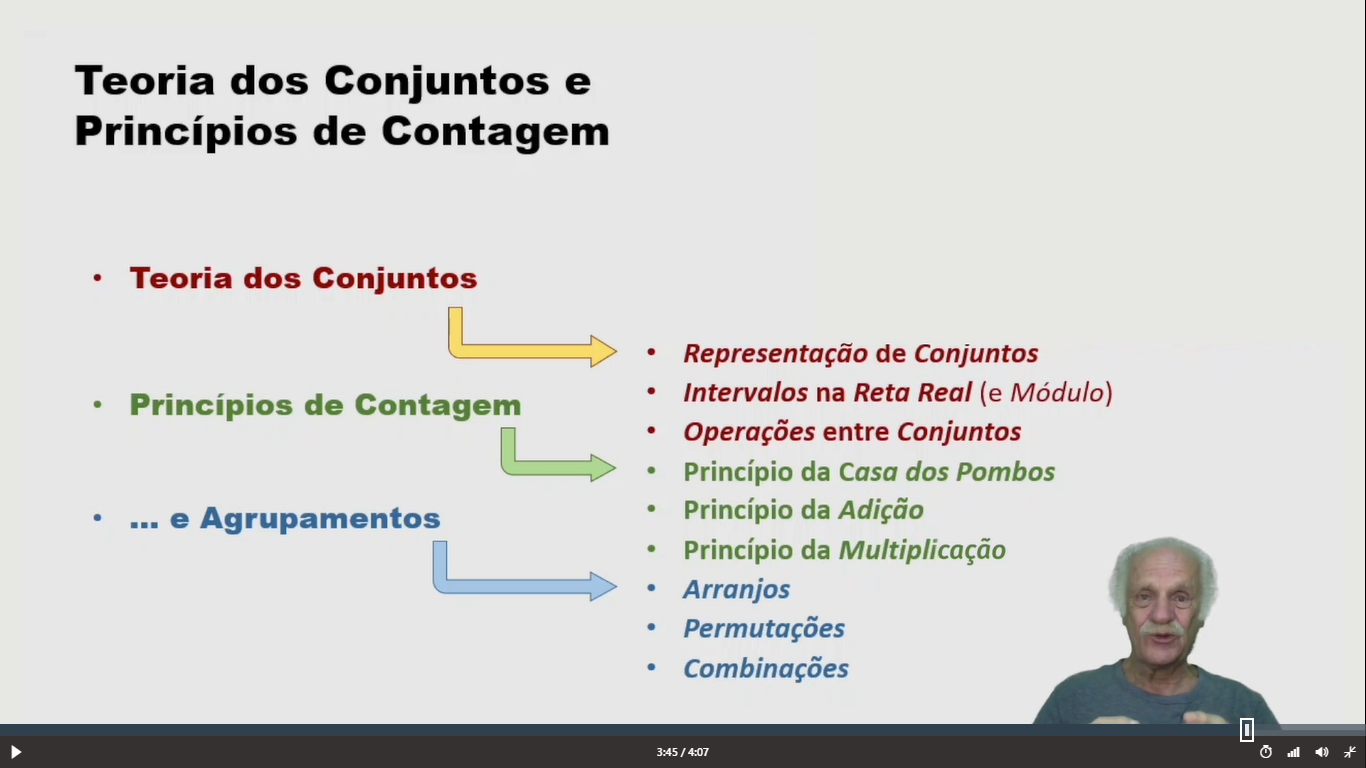 Teoria dos Conjuntos e
Princípios de Contagem
• Teoria dos Conjuntos
• Representação de Conjuntos
• Intervalos na Reta Real (e Módulo)
• Operações entre Conjuntos
• Princípios de Contagem
• Princípio da Casa dos Pombos
• Princípio da Adição
• Princípio da Multiplicação
• ... e Agrupamentos
• Arranjos
• Permutações
• Combinações
3:45 / 4:07